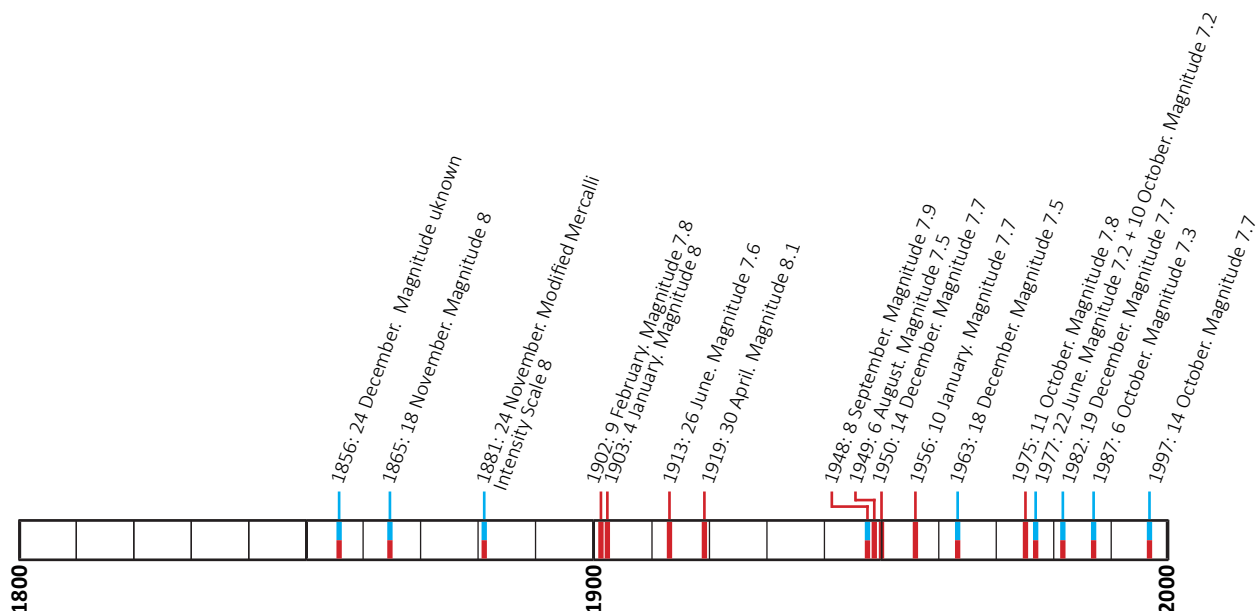 1856: 24 December.  Magnitude uknown
1865: 18 November. Magnitude 8
1881: 24 November. Modified Mercalli
Intensity Scale 8
1902: 9 February. Magnitude 7.8
1903: 4 January. Magnitude 8
1913: 26 June. Magnitude 7.6
1919: 30 April. Magnitude 8.1
1948: 8 September. Magnitude 7.9
1949: 6 August. Magnitude 7.5
1950: 14 December. Magnitude 7.7
1956: 10 January. Magnitude 7.7
1963: 18 December. Magnitude 7.5
1975: 11 October. Magnitude 7.8
1977: 22 June. Magnitude 7.2 + 10 October. Magnitude 7.2
1982: 19 December. Magnitude 7.7
1987: 6 October. Magnitude 7.3
1997: 14 October. Magnitude 7.7
1800
1900
2000